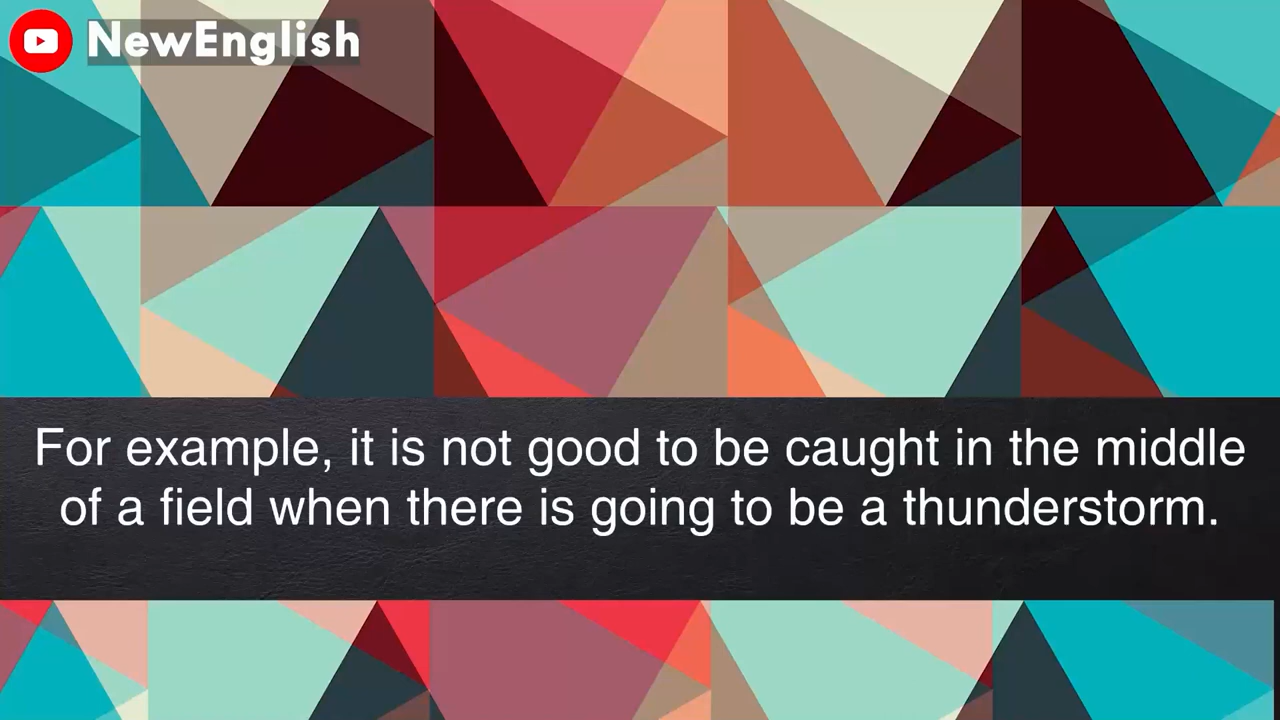 NewEnglish
For example, it is not good to be caught in the middle
of a field when there is going to be a thunderstorm.